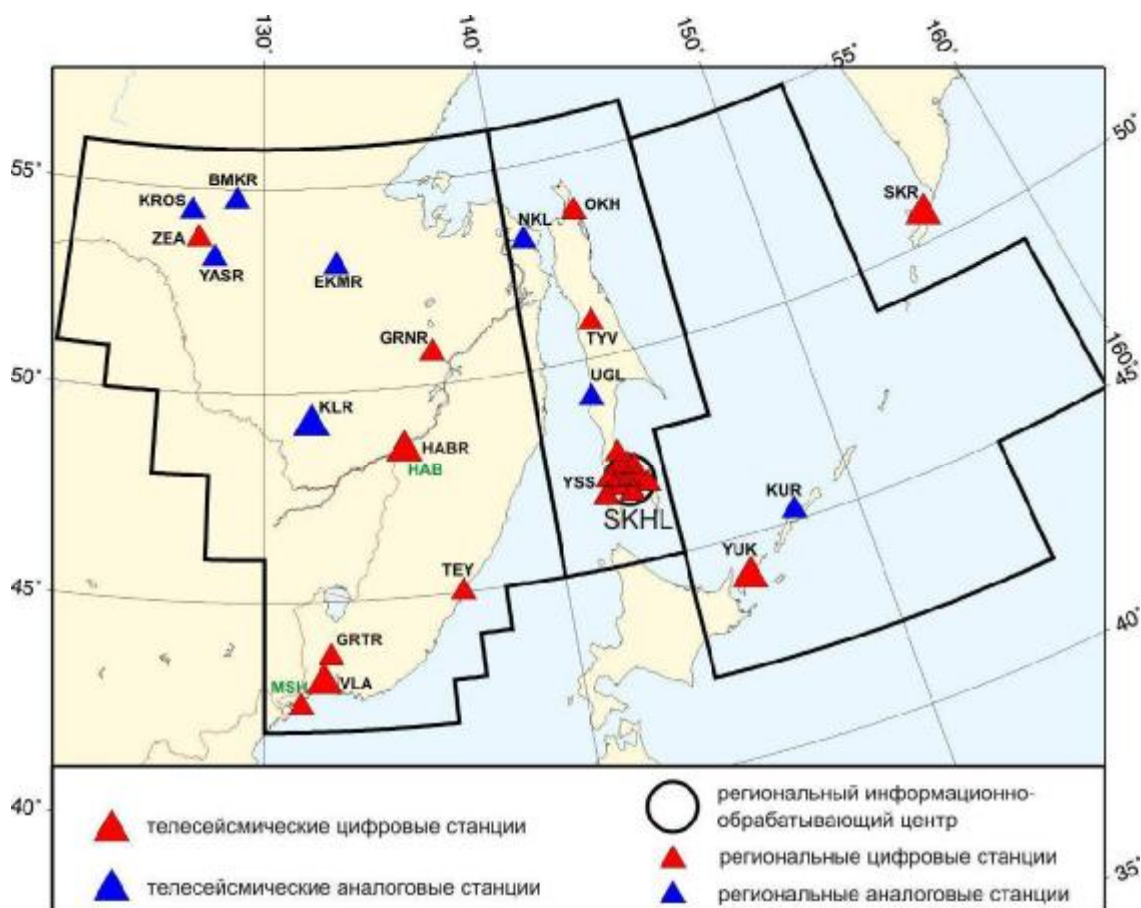 130°
140°
150°
55°
160°
50°
55°
BMKR
KROS
ZEA
YASR
EKMR
NKL
OKH
SKR
GRNR
TYV
160°
45°
50°
UGL
KLR
HABR
HAB
YSS
SKHL
KUR
YUK
45°
TEY
40°
GRTR
MSH
VLA
40°
35°
телесейсмические цифровые станции
телесейсмические аналоговые станции
региональный информационно-
обрабатывающий центр
региональные цифровые станции
региональные аналоговые станции